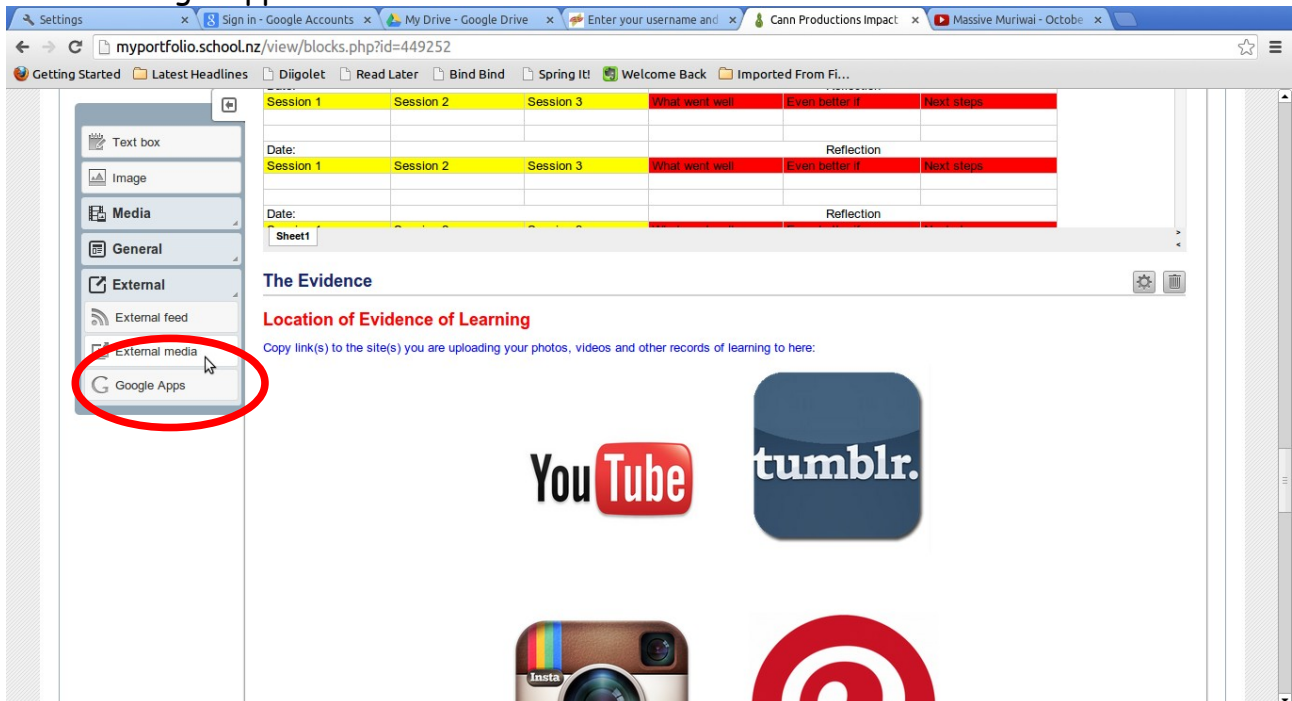 Settings
Sign in - Google Accounts
My Drive - Google Drive
Enter your username and
Cann Productions Impact
Massive Muriwai - Octobe
myportfolio.school.nz/view/blocks.php?id=449252
Getting Started Latest Headlines Diigolet Read Later Bind Bind Spring It! Welcome Back Imported From Fi...
Session 1 Session 2 Session 3 What went well Even better if Next steps
Date: Reflection
Session 1 Session 2 Session 3 What went well Even better if Next steps
Date: Reflection
Sheet1
Text box
Image
Media
General
External
External feed
External media
G Google Apps
The Evidence
Location of Evidence of Learning
Copy link(s) to the site(s) you are uploading your photos, videos and other records of learning to here:
You Tube
tumblr.
Insta